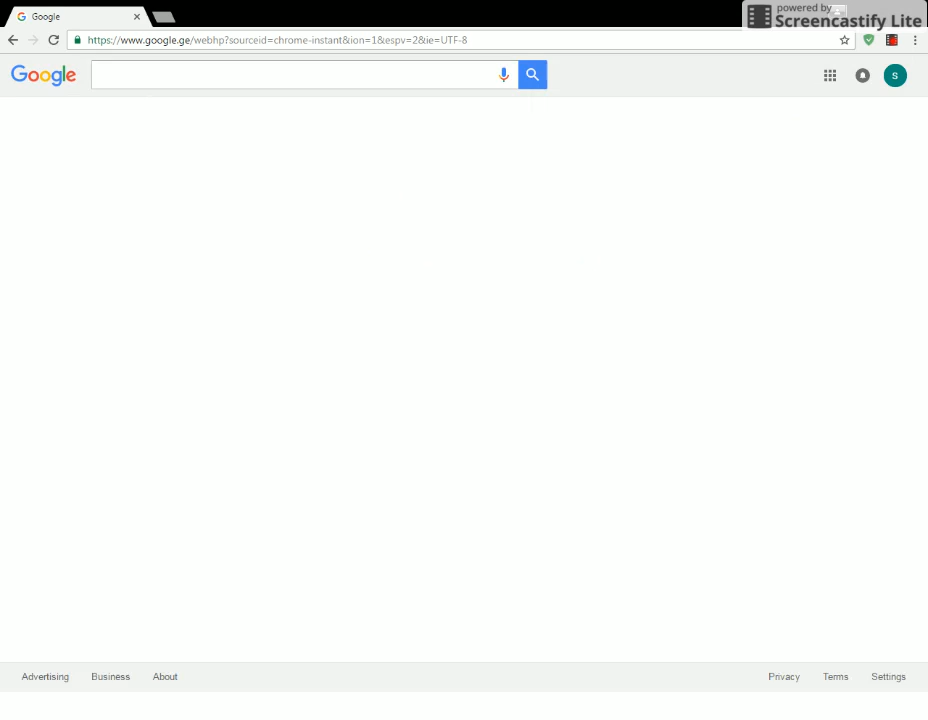 Google
powered by
Screencastify Lite
https://www.google.ge/webhp?sourceid=chrome-instant&ion=1&espv=2&ie=UTF-8
Google
S
Advertising Business About Privacy Terms Settings